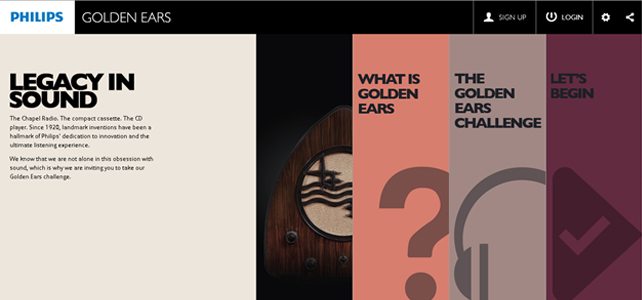 PHILIPS GOLDEN EARS SIGN UP LOGIN
LEGACY IN
SOUND
The Chapel Radio. The compact cassette. The CD
player. Since 1920, landmark inventions have been a
hallmark of Philips' dedication to innovation and the
ultimate listening experience.
We know that we are not alone in this obsession with
sound, which is why we are inviting you to take our
Golden Ears challenge.
WHAT IS
GOLDEN
EARS
?
THE
GOLDEN
EARS
CHALLENGE
LET'S
BEGIN